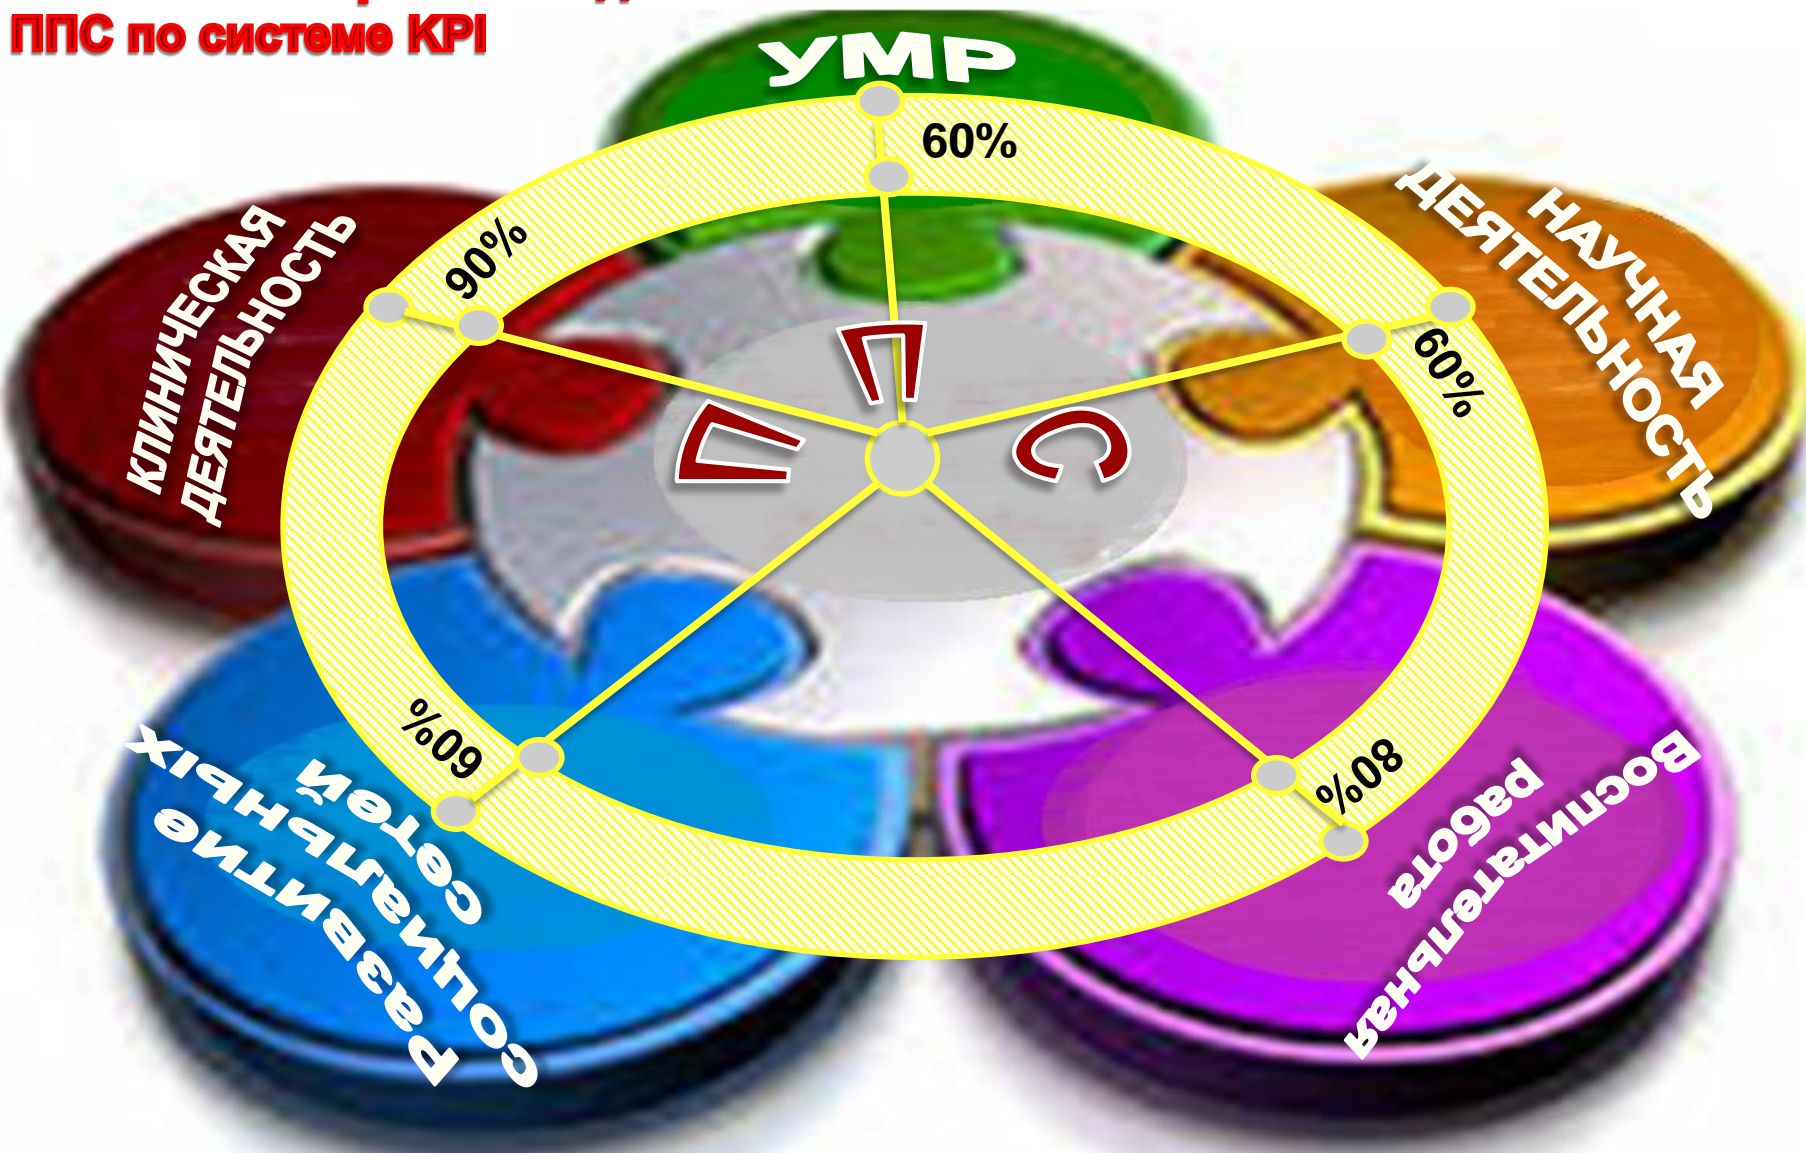 ППС по системе KPI
УМР
60%
НАУЧНАЯ
ДЕЯТЕЛЬНОСТЬ
60%
КЛИНИЧЕСКАЯ
ДЕЯТЕЛЬНОСТЬ
90%
П
П
С
Развитие
социальных
сетей
60%
Воспитательная
работа
80%